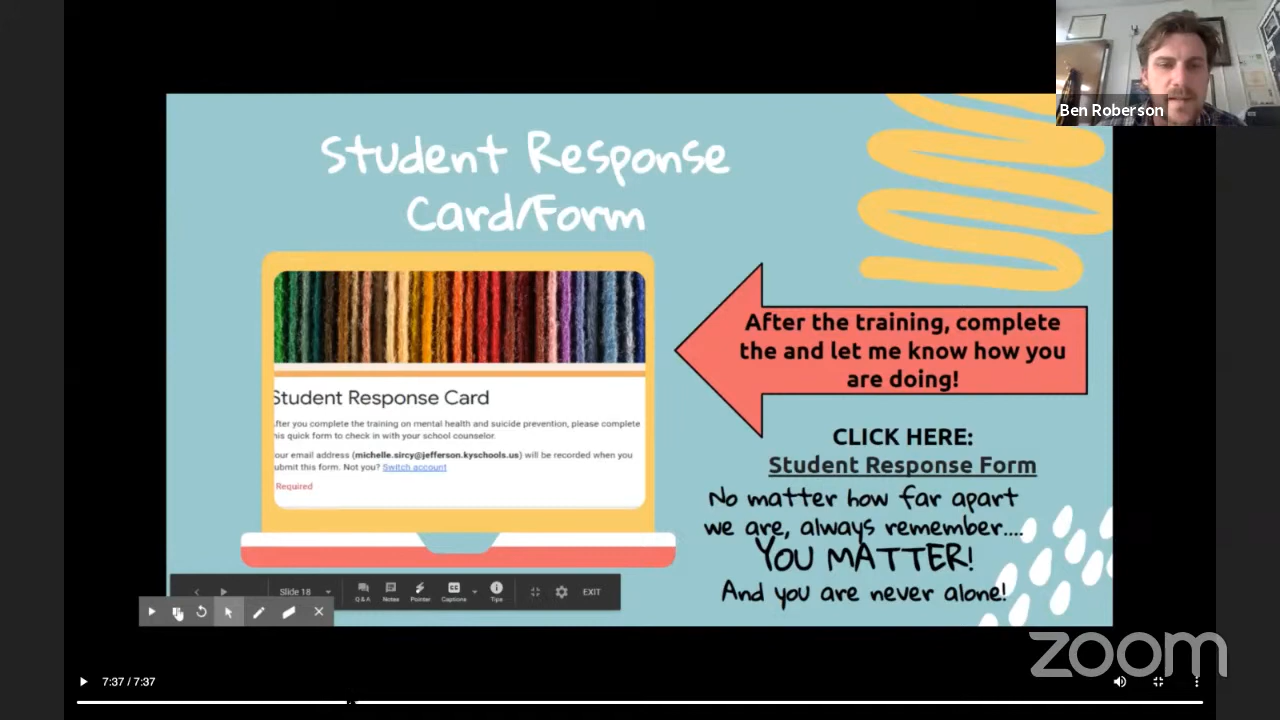 Ben Roberson
Student Response
Card/Form
After the training, complete
the and let me know how you
are doing!
Student Response Card
fter you complete the training on mental health and suicide prevention, please complete
his quick form to check in with your school counselor.
our email address (michelle.sircy@jefferson.kyschools.us) will be recorded when you
ubmit this form. Not you? Switch account
Required
CLICK HERE:
Student Response Form
No matter how far apart
we are, always remember....
YOU MATTER!
And you are never alone!
Slide 18
Q & A
Notes
Pointer
Captions
Tips
EXIT
zoom
7:37 / 7:37